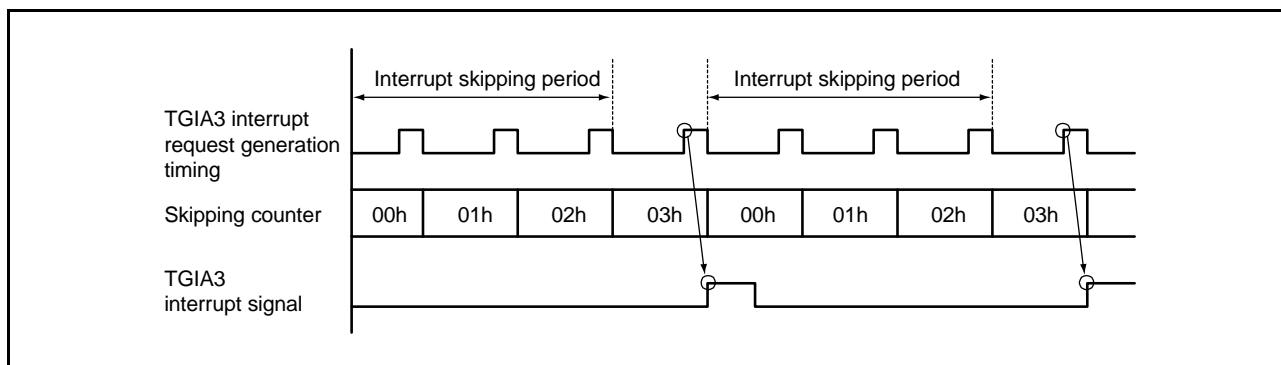 Interrupt skipping period Interrupt skipping period
TGIA3 interrupt
request generation
timing
Skipping counter 00h 01h 02h 03h 00h 01h 02h 03h
TGIA3
interrupt signal